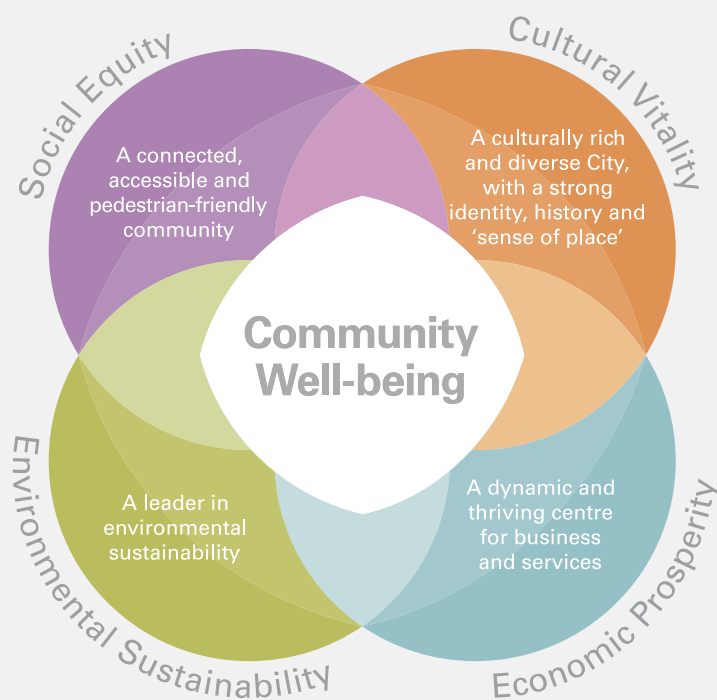 Social Equity
Cultural Vitality
A connected,
accessible and
pedestrian-friendly
community
A culturally rich
and diverse City,
with a strong
identity, history and
‘sense of place’
Community
Well-being
A leader in
environmental
sustainability
A dynamic and
thriving centre
for business
and services
Environmental Sustainability
Economic Prosperity